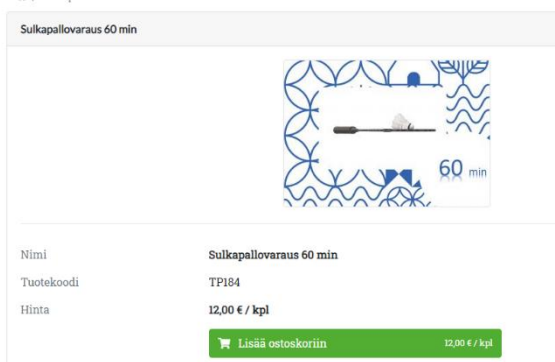 Sulkapallovaraus 60 min
60 min
Nimi Sulkapallovaraus 60 min
Tuotekoodi TP184
Hinta 12,00 € / kpl
Lisää ostoskoriin 12,00 € / kpl